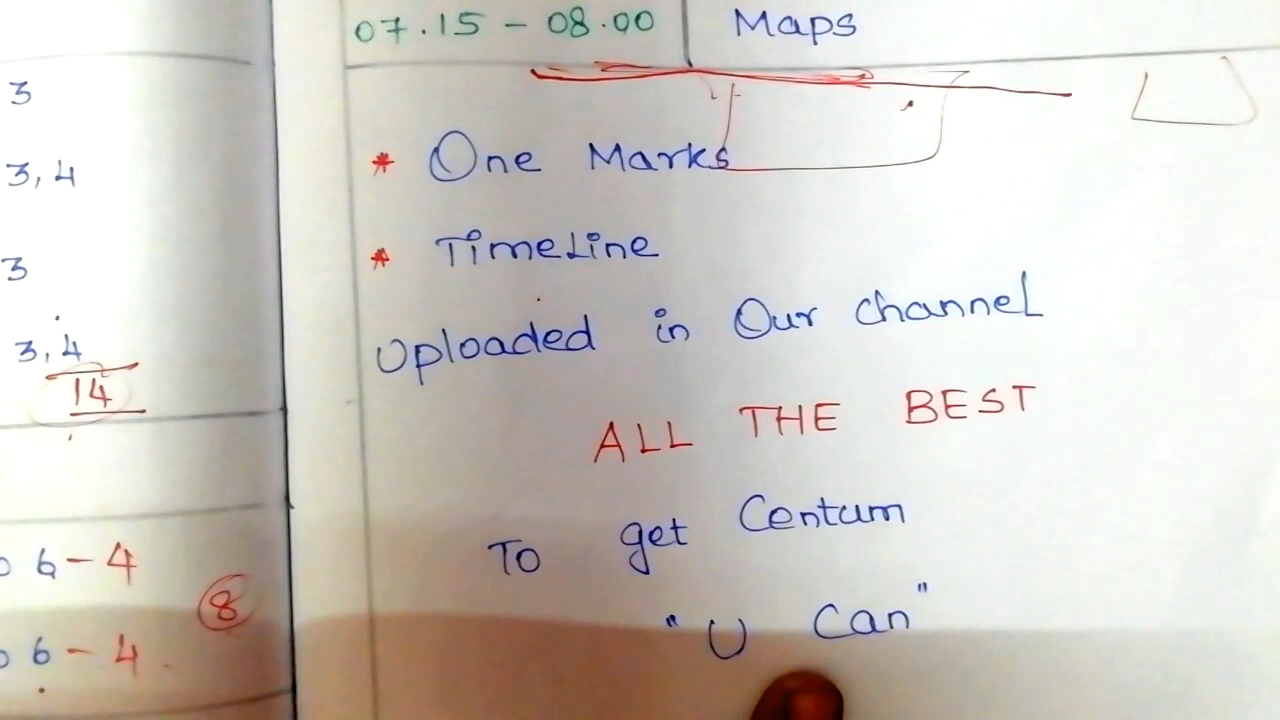 3
3, 4
3
3, 4
14
6 - 4
8
6 - 4
07.15 - 08.00 Maps
* One Marks
* TimeLine
Uploaded in Our channel
ALL THE BEST
To get Centum
"U Can"